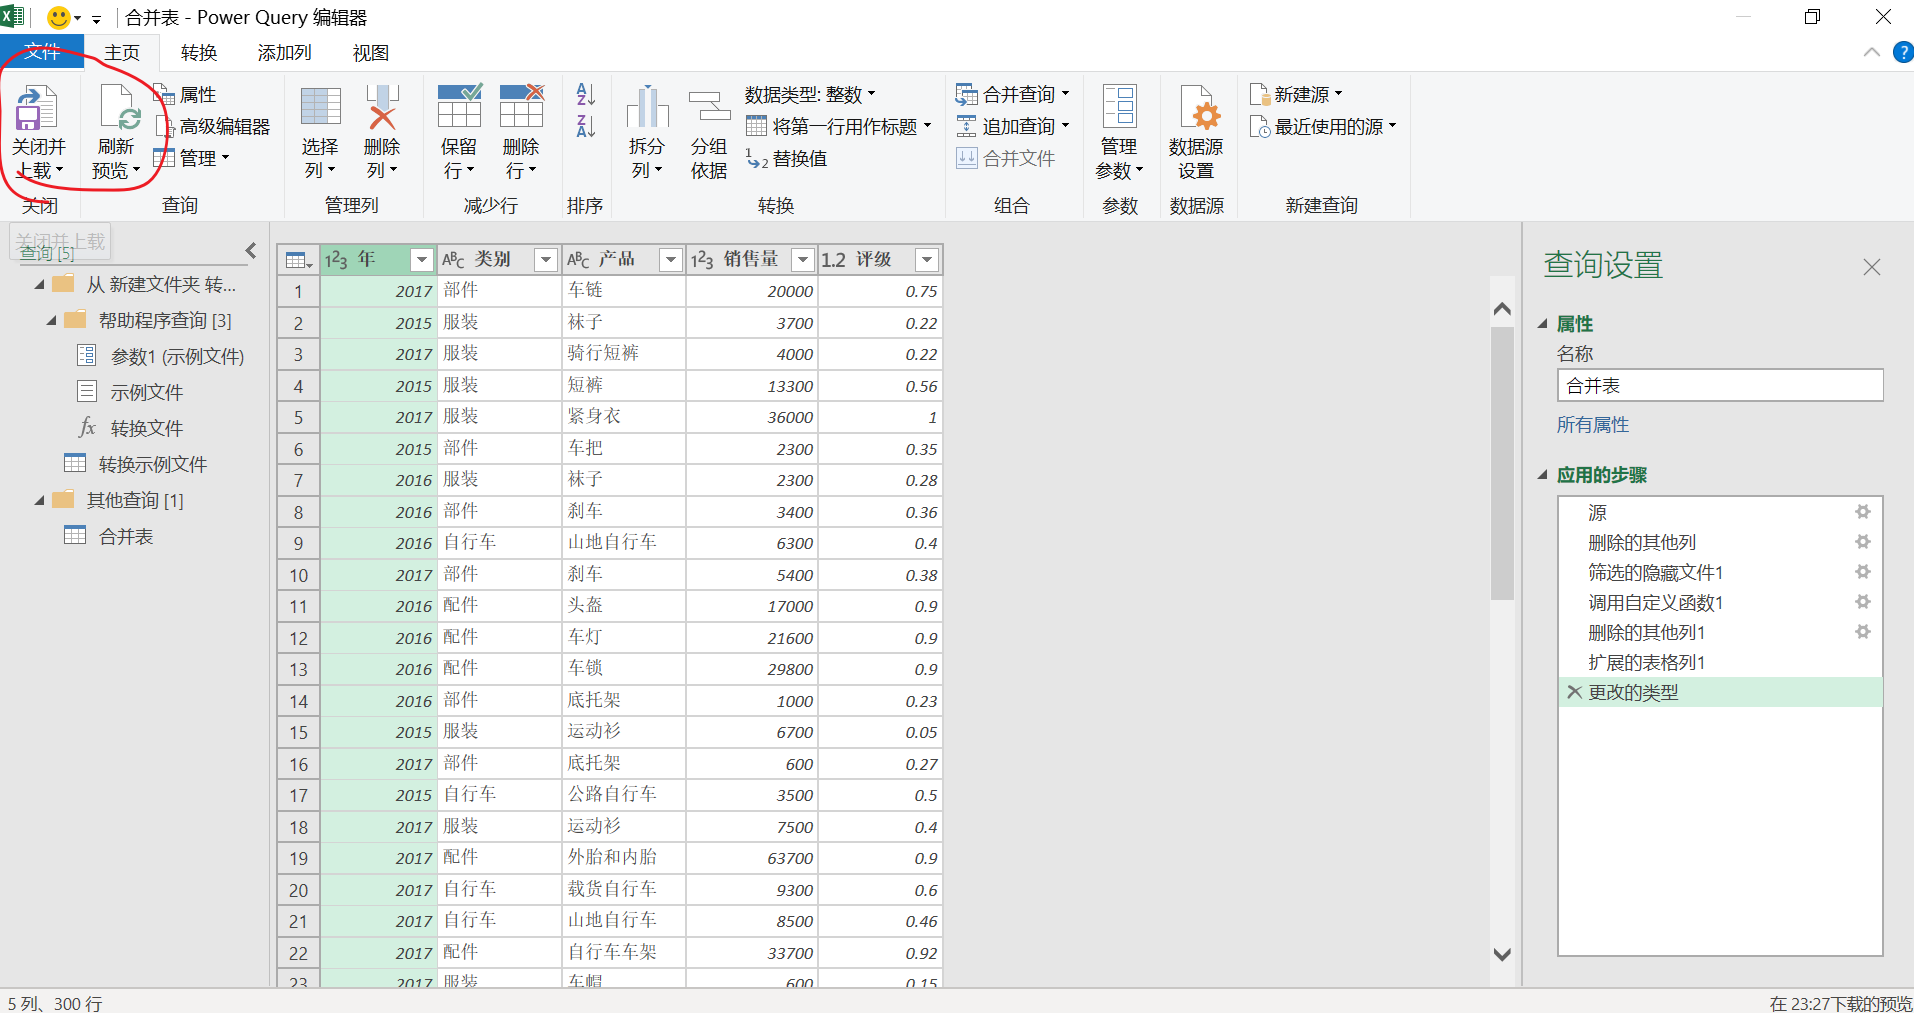 合并表 - Power Query 编辑器
文件 主页 转换 添加列 视图
关闭并上载
刷新预览
属性
高级编辑器
管理
选择列
删除列
保留行
删除行
拆分列
分组依据
数据类型: 整数
将第一行用作标题
替换值
合并查询
追加查询
合并文件
管理参数
数据源设置
新建源
最近使用的源
关闭 查询 管理列 减少行 排序 转换 组合 参数 数据源 新建查询
关闭并上载
查询 [5]
从 新建文件夹 转...
帮助程序查询 [3]
参数1 (示例文件)
示例文件
fx 转换文件
转换示例文件
其他查询 [1]
合并表
1²3 年 ABC 类别 ABC 产品 1²3 销售量 1.2 评级
1 2017 部件 车链 20000 0.75
2 2015 服装 袜子 3700 0.22
3 2017 服装 骑行短裤 4000 0.22
4 2015 服装 短裤 13300 0.56
5 2017 服装 紧身衣 36000 1
6 2015 部件 车把 2300 0.35
7 2016 服装 袜子 2300 0.28
8 2016 部件 刹车 3400 0.36
9 2016 自行车 山地自行车 6300 0.4
10 2017 部件 刹车 5400 0.38
11 2016 配件 头盔 17000 0.9
12 2016 配件 车灯 21600 0.9
13 2016 配件 车锁 29800 0.9
14 2016 部件 底托架 1000 0.23
15 2015 服装 运动衫 6700 0.05
16 2017 部件 底托架 600 0.27
17 2015 自行车 公路自行车 3500 0.5
18 2017 服装 运动衫 7500 0.4
19 2017 配件 外胎和内胎 63700 0.9
20 2017 自行车 载货自行车 9300 0.6
21 2017 自行车 山地自行车 8500 0.46
22 2017 配件 自行车车架 33700 0.92
23 2017 服装 车帽 600 0.15
查询设置
属性
名称
合并表
所有属性
应用的步骤
源
删除的其他列
筛选的隐藏文件1
调用自定义函数1
删除的其他列1
扩展的表格列1
更改的类型
5 列、300 行
在 23:27下载的预览